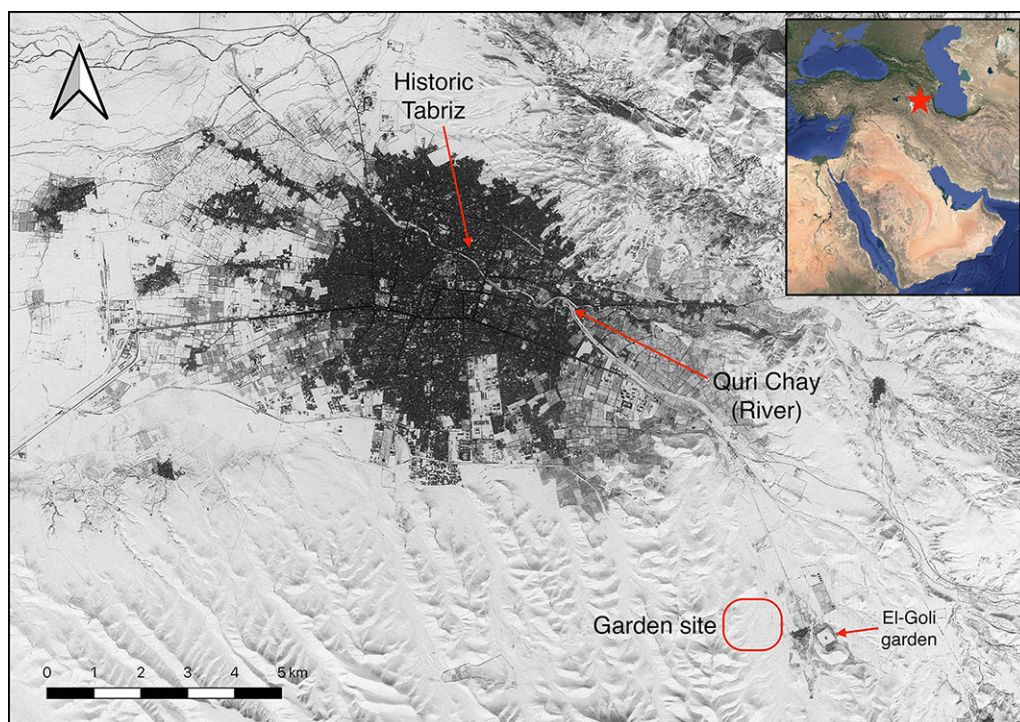 Historic
Tabriz
Quri Chay
(River)
Garden site
El-Goli
garden
0 1 2 3 4 5 km